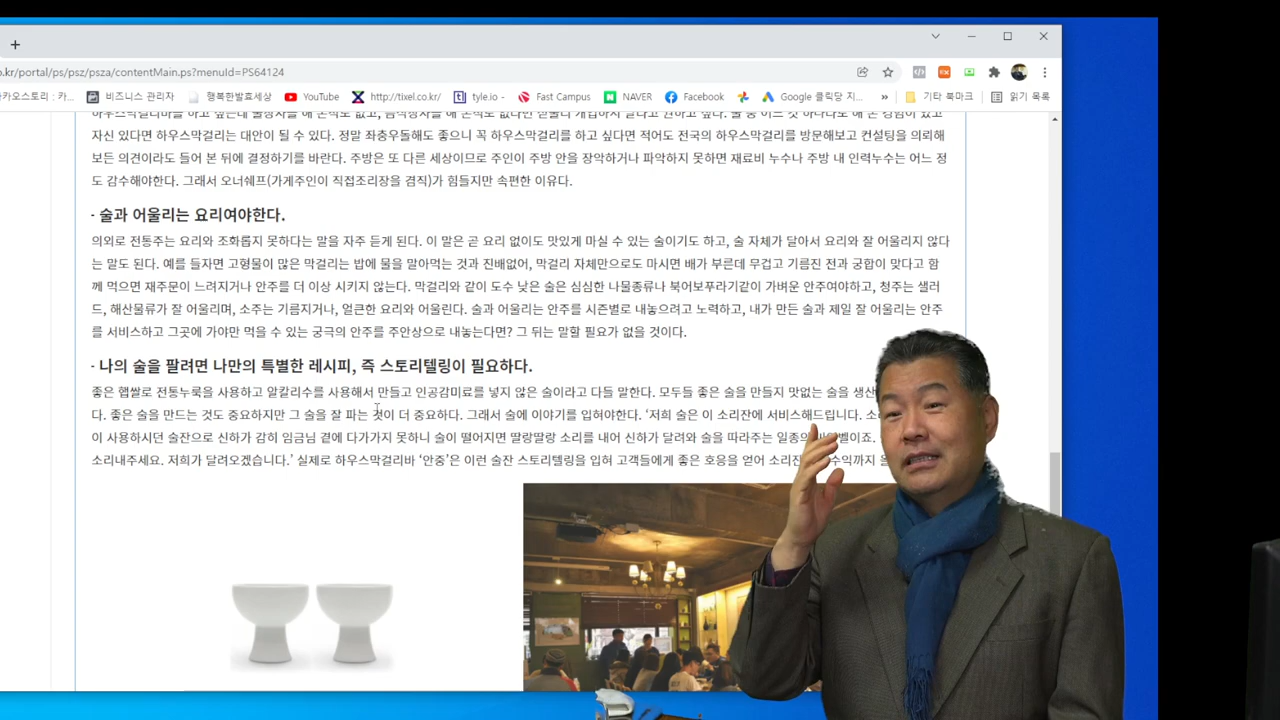 o.kr/portal/ps/psz/psza/contentMain.ps?menuId=PS64124
카오스토리 : 카... 비즈니스 관리자 행복한발효세상 YouTube http://tixel.co.kr/ tyle.io - Fast Campus NAVER Facebook Google 클릭당 지... » 기타 북마크 읽기 목록
자신 있다면 하우스막걸리는 대안이 될 수 있다. 정말 좌충우돌해도 좋으니 꼭 하우스막걸리를 하고 싶다면 적어도 전국의 하우스막걸리를 방문해보고 컨설팅을 의뢰해
보든 의견이라도 들어 본 뒤에 결정하기를 바란다. 주방은 또 다른 세상이므로 주인이 주방 안을 장악하거나 파악하지 못하면 재료비 누수나 주방 내 인력누수는 어느 정
도 감수해야한다. 그래서 오너쉐프(가게주인이 직접조리장을 겸직)가 힘들지만 속편한 이유다.
- 술과 어울리는 요리여야한다.
의외로 전통주는 요리와 조화롭지 못하다는 말을 자주 듣게 된다. 이 말은 곧 요리 없이도 맛있게 마실 수 있는 술이기도 하고, 술 자체가 달아서 요리와 잘 어울리지 않다
는 말도 된다. 예를 들자면 고형물이 많은 막걸리는 밥에 물을 말아먹는 것과 진배없어, 막걸리 자체만으로도 마시면 배가 부른데 무겁고 기름진 전과 궁합이 맞다고 함
께 먹으면 재주문이 느려지거나 안주를 더 이상 시키지 않는다. 막걸리와 같이 도수 낮은 술은 심심한 나물종류나 북어보푸라기같이 가벼운 안주여야하고, 청주는 샐러
드, 해산물류가 잘 어울리며, 소주는 기름지거나, 얼큰한 요리와 어울린다. 술과 어울리는 안주를 시즌별로 내놓으려고 노력하고, 내가 만든 술과 제일 잘 어울리는 안주
를 서비스하고 그곳에 가야만 먹을 수 있는 궁극의 안주를 주안상으로 내놓는다면? 그 뒤는 말할 필요가 없을 것이다.
- 나의 술을 팔려면 나만의 특별한 레시피, 즉 스토리텔링이 필요하다.
좋은 햅쌀로 전통누룩을 사용하고 알칼리수를 사용해서 만들고 인공감미료를 넣지 않은 술이라고 다들 말한다. 모두들 좋은 술을 만들지 맛없는 술을 생산
다. 좋은 술을 만드는 것도 중요하지만 그 술을 잘 파는 것이 더 중요하다. 그래서 술에 이야기를 입혀야한다. ‘저희 술은 이 소리잔에 서비스해드립니다.
이 사용하시던 술잔으로 신하가 감히 임금님 곁에 다가가지 못하니 술이 떨어지면 딸랑딸랑 소리를 내어 신하가 달려와 술을 따라주는 일종의
소리내주세요. 저희가 달려오겠습니다.’ 실제로 하우스막걸리바 ‘안중’은 이런 술잔 스토리텔링을 입혀 고객들에게 좋은 호응을 얻어